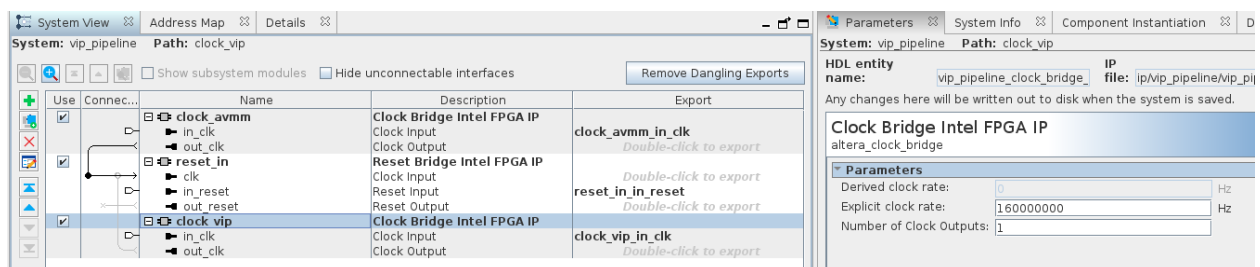 System View Address Map Details
System: vip_pipeline Path: clock_vip
Show subsystem modules Hide unconnectable interfaces Remove Dangling Exports
Use Connec... Name Description Export
clock_avmm Clock Bridge Intel FPGA IP
in_clk Clock Input clock_avmm_in_clk
out_clk Clock Output Double-click to export
reset_in Reset Bridge Intel FPGA IP
clk Clock Input Double-click to export
in_reset Reset Input reset_in_in_reset
out_reset Reset Output Double-click to export
clock_vip Clock Bridge Intel FPGA IP
in_clk Clock Input clock_vip_in_clk
out_clk Clock Output Double-click to export
Parameters System Info Component Instantiation D
System: vip_pipeline Path: clock_vip
HDL entity name: vip_pipeline_clock_bridge_ IP file: ip/vip_pipeline/vip_pip
Any changes here will be written out to disk when the system is saved.
Clock Bridge Intel FPGA IP
altera_clock_bridge
Parameters
Derived clock rate: 0 Hz
Explicit clock rate: 160000000 Hz
Number of Clock Outputs: 1